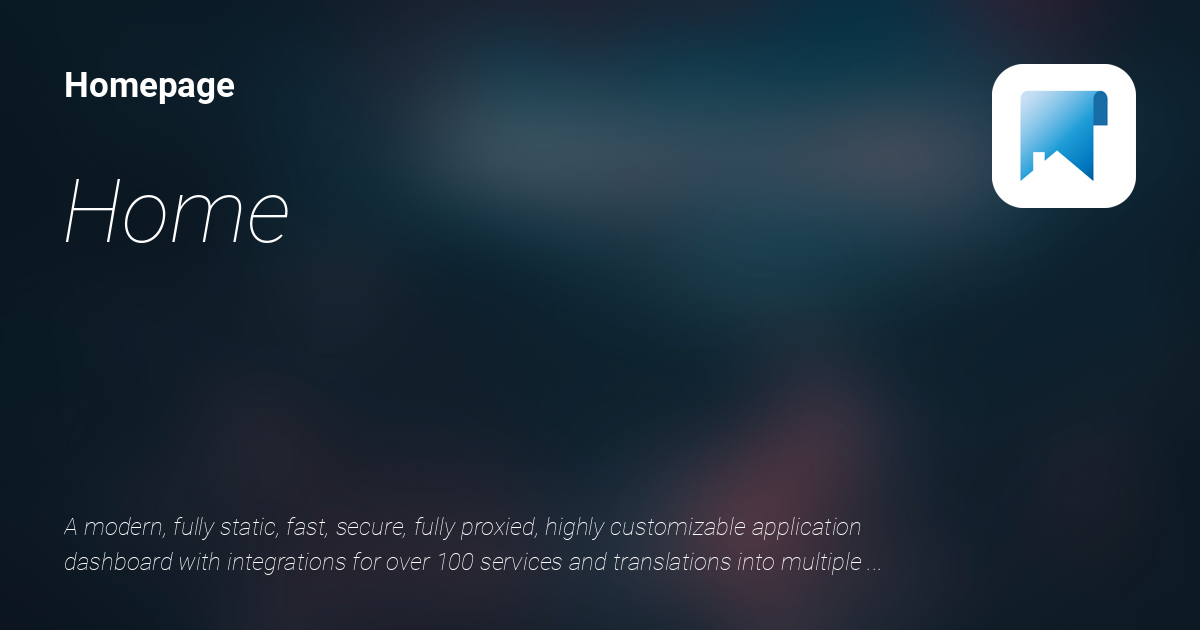 Homepage
Home
A modern, fully static, fast, secure, fully proxied, highly customizable application
dashboard with integrations for over 100 services and translations into multiple ...